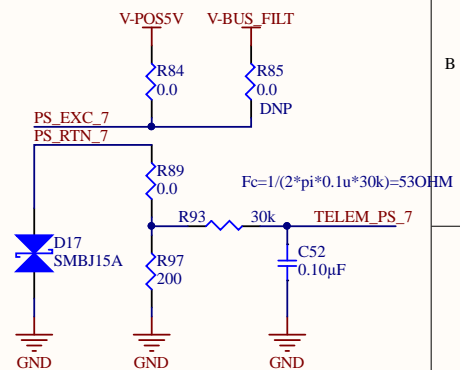 V-POS5V
V-BUS_FILT
R84
0.0
R85
0.0
DNP
B
PS_EXC_7
PS_RTN_7
R89
0.0
Fc=1/(2*pi*0.1u*30k)=53OHM
R93
30k
TELEM_PS_7
D17
SMBJ15A
R97
200
C52
0.10µF
GND
GND
GND